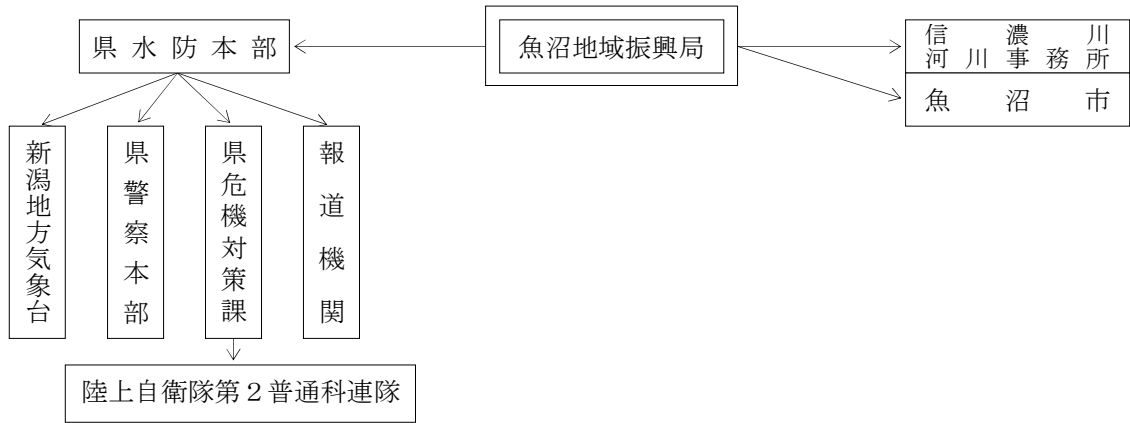 県水防本部
魚沼地域振興局
信濃川
河川事務所
魚沼市
新潟地方気象台
県警察本部
県危機対策課
報道機関
陸上自衛隊第２普通科連隊